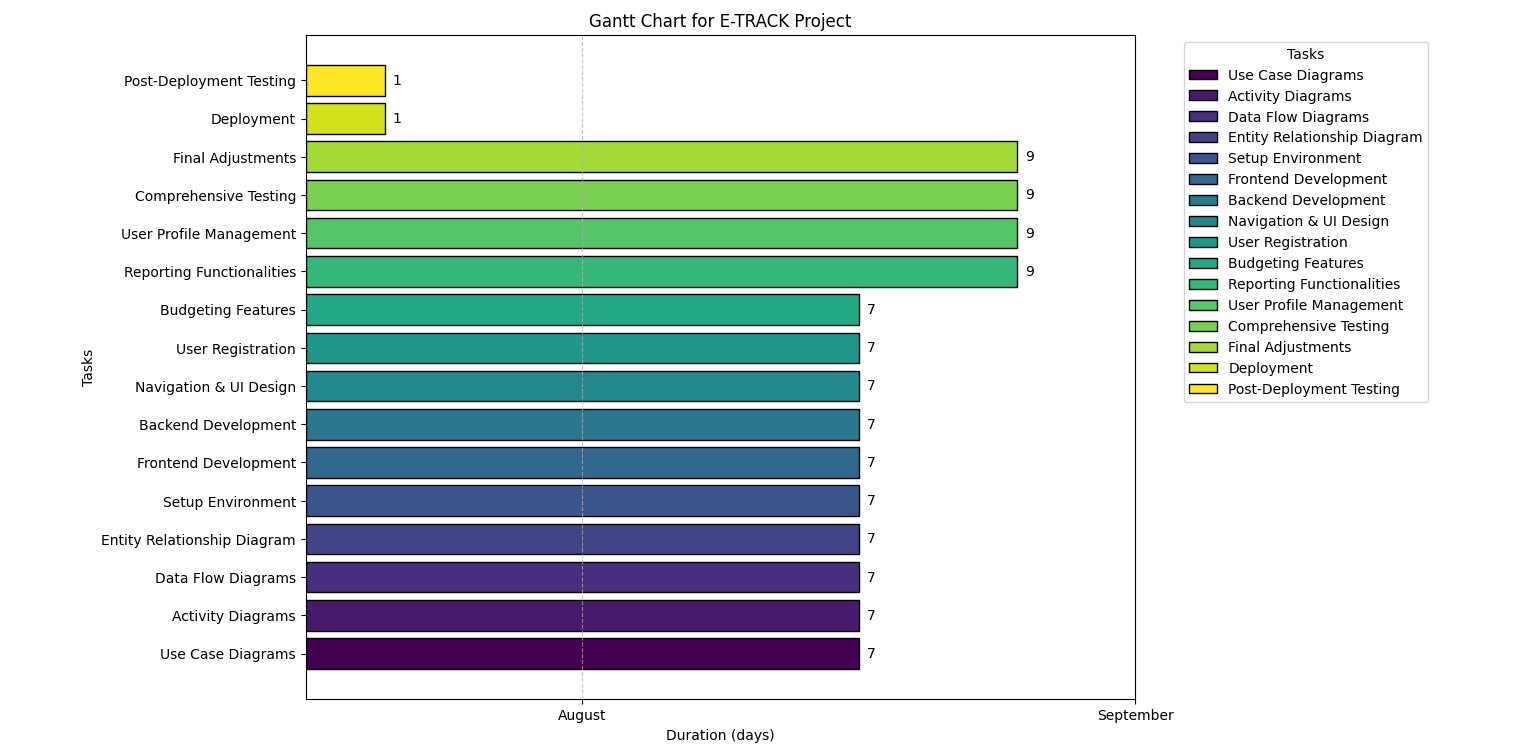 Gantt Chart for E-TRACK Project
Tasks
Post-Deployment Testing 1
Deployment 1
Final Adjustments 9
Comprehensive Testing 9
User Profile Management 9
Reporting Functionalities 9
Budgeting Features 7
User Registration 7
Navigation & UI Design 7
Backend Development 7
Frontend Development 7
Setup Environment 7
Entity Relationship Diagram 7
Data Flow Diagrams 7
Activity Diagrams 7
Use Case Diagrams 7
August September
Duration (days)
Tasks
Use Case Diagrams
Activity Diagrams
Data Flow Diagrams
Entity Relationship Diagram
Setup Environment
Frontend Development
Backend Development
Navigation & UI Design
User Registration
Budgeting Features
Reporting Functionalities
User Profile Management
Comprehensive Testing
Final Adjustments
Deployment
Post-Deployment Testing